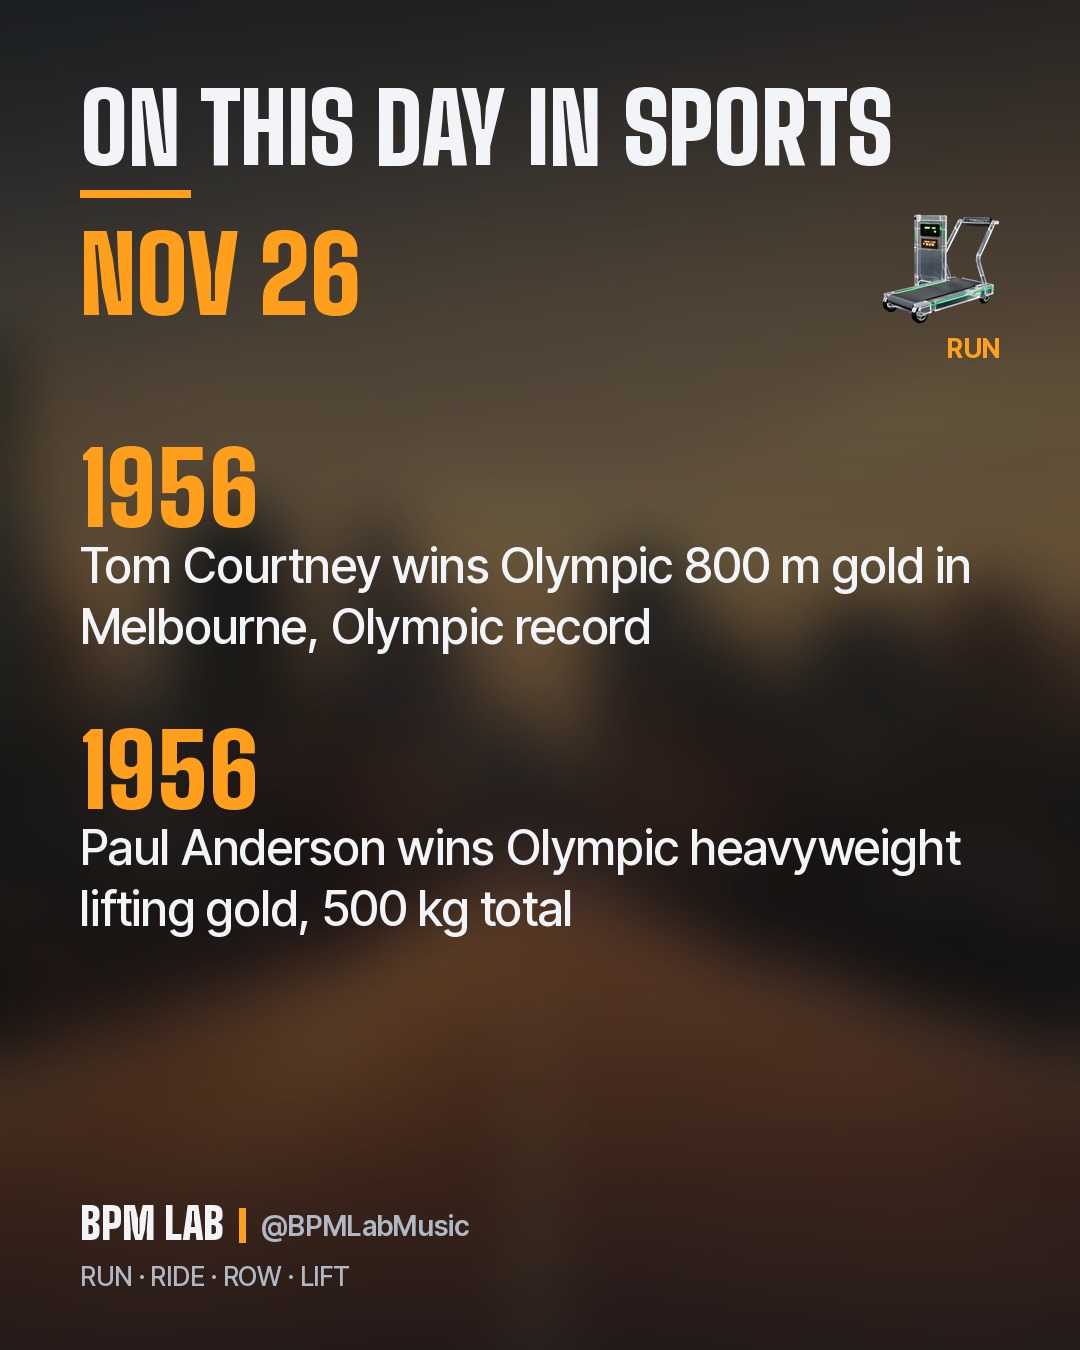 ON THIS DAY IN SPORTS
NOV 26
RUN
1956
Tom Courtney wins Olympic 800 m gold in
Melbourne, Olympic record
1956
Paul Anderson wins Olympic heavyweight
lifting gold, 500 kg total
BPM LAB | @BPMLabMusic
RUN · RIDE · ROW · LIFT